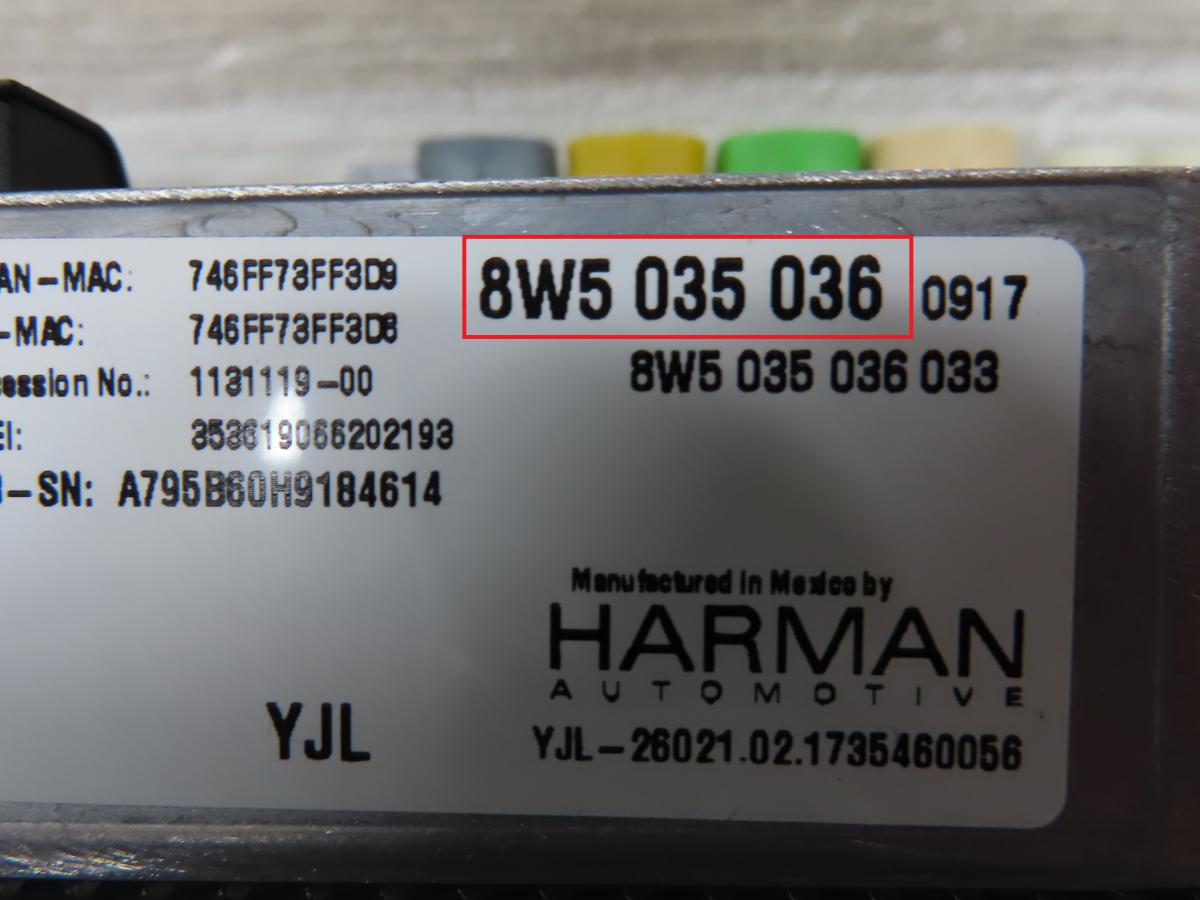 AN-MAC: 746FF73FF3D9
8W5 035 036 0917
-MAC: 746FF73FF3D8
8W5 035 036 033
cession No.: 1131119-00
EI: 353619066202193
-SN: A795B60H9184614
Manufactured in Mexico by
HARMAN
AUTOMOTIVE
YJL
YJL-26021.02.1735460056